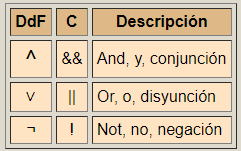 DdF C Descripción
^ && And, y, conjunción
∨ || Or, o, disyunción
¬ ! Not, no, negación